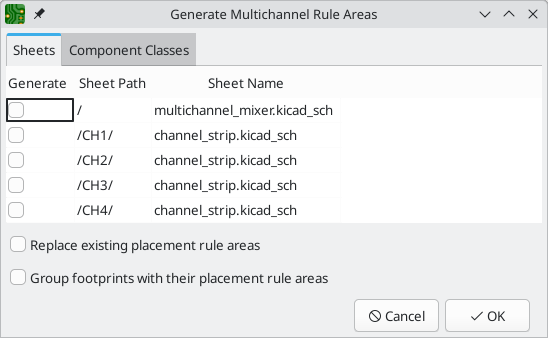 Generate Multichannel Rule Areas
Sheets Component Classes
Generate Sheet Path Sheet Name
/ multichannel_mixer.kicad_sch
/CH1/ channel_strip.kicad_sch
/CH2/ channel_strip.kicad_sch
/CH3/ channel_strip.kicad_sch
/CH4/ channel_strip.kicad_sch
Replace existing placement rule areas
Group footprints with their placement rule areas
Cancel OK